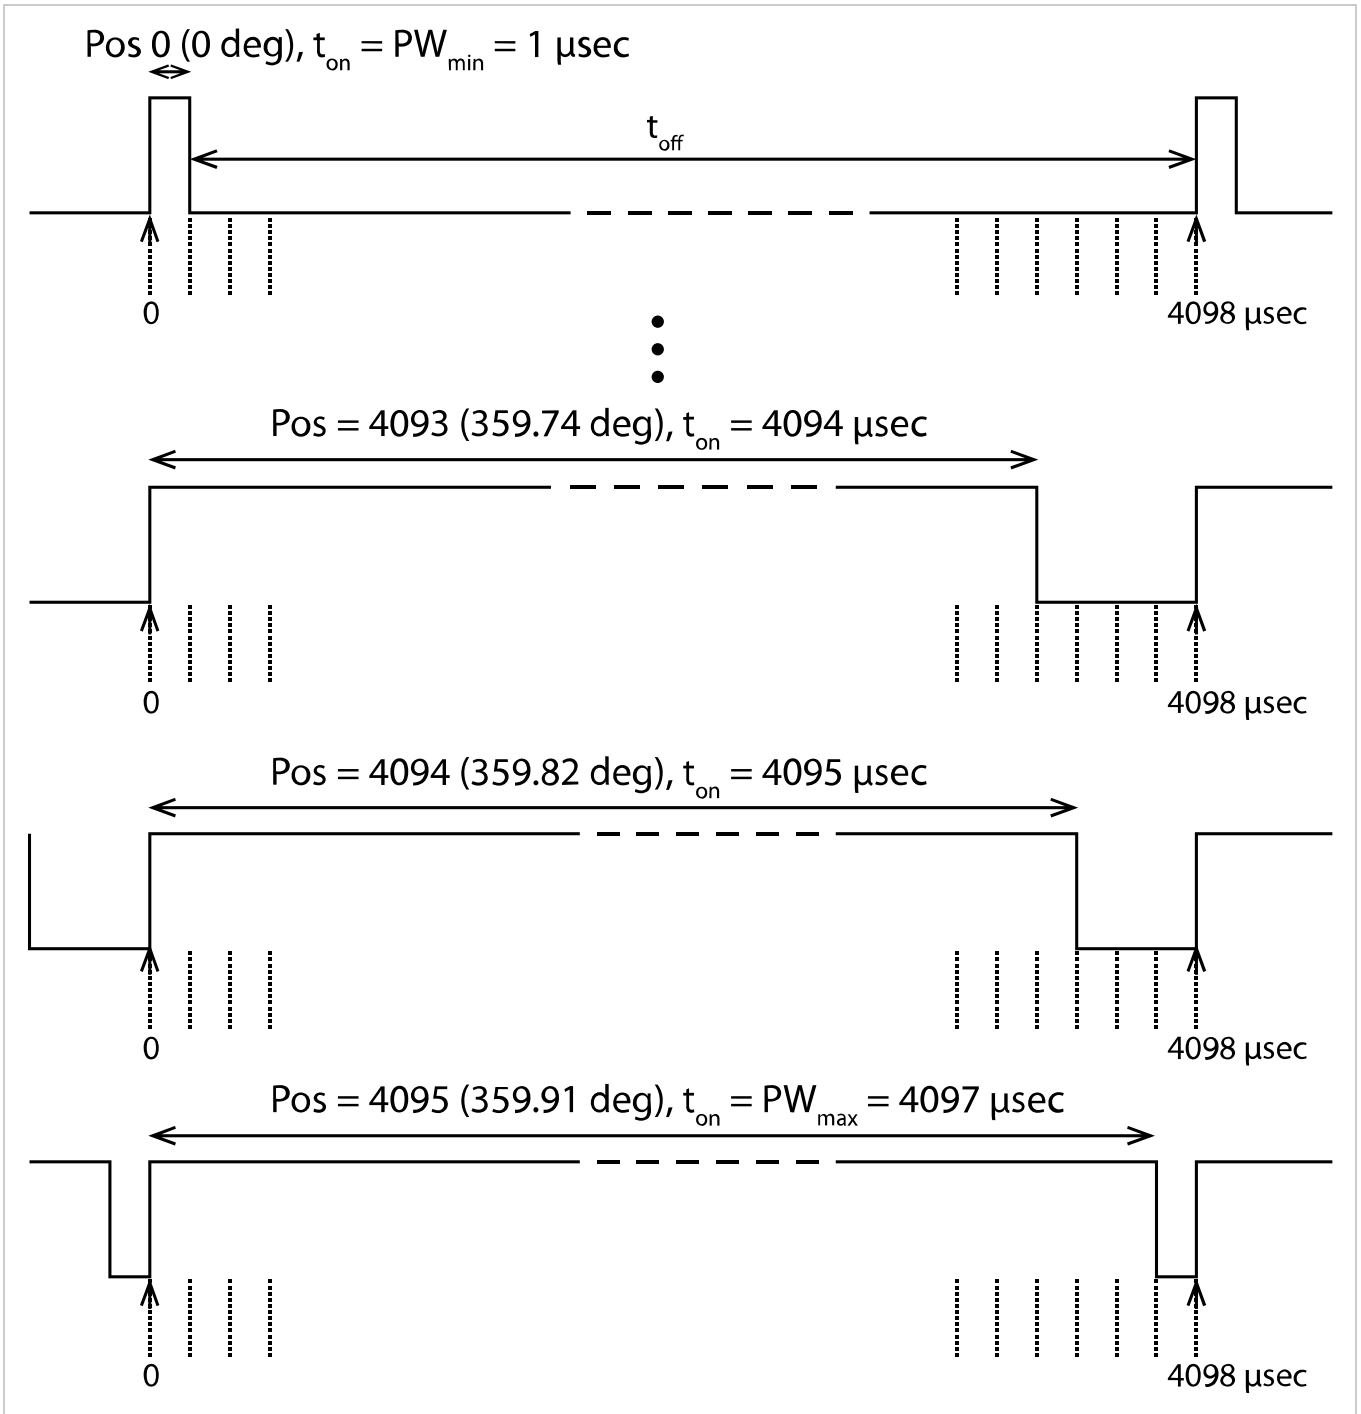 Pos 0 (0 deg), ton = PWmin = 1 µsec
toff
0 4098 µsec
Pos = 4093 (359.74 deg), ton = 4094 µsec
0 4098 µsec
Pos = 4094 (359.82 deg), ton = 4095 µsec
0 4098 µsec
Pos = 4095 (359.91 deg), ton = PWmax = 4097 µsec
0 4098 µsec